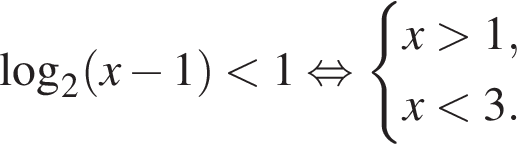 log₂(x − 1) < 1 ⇔ { x > 1,
x < 3.